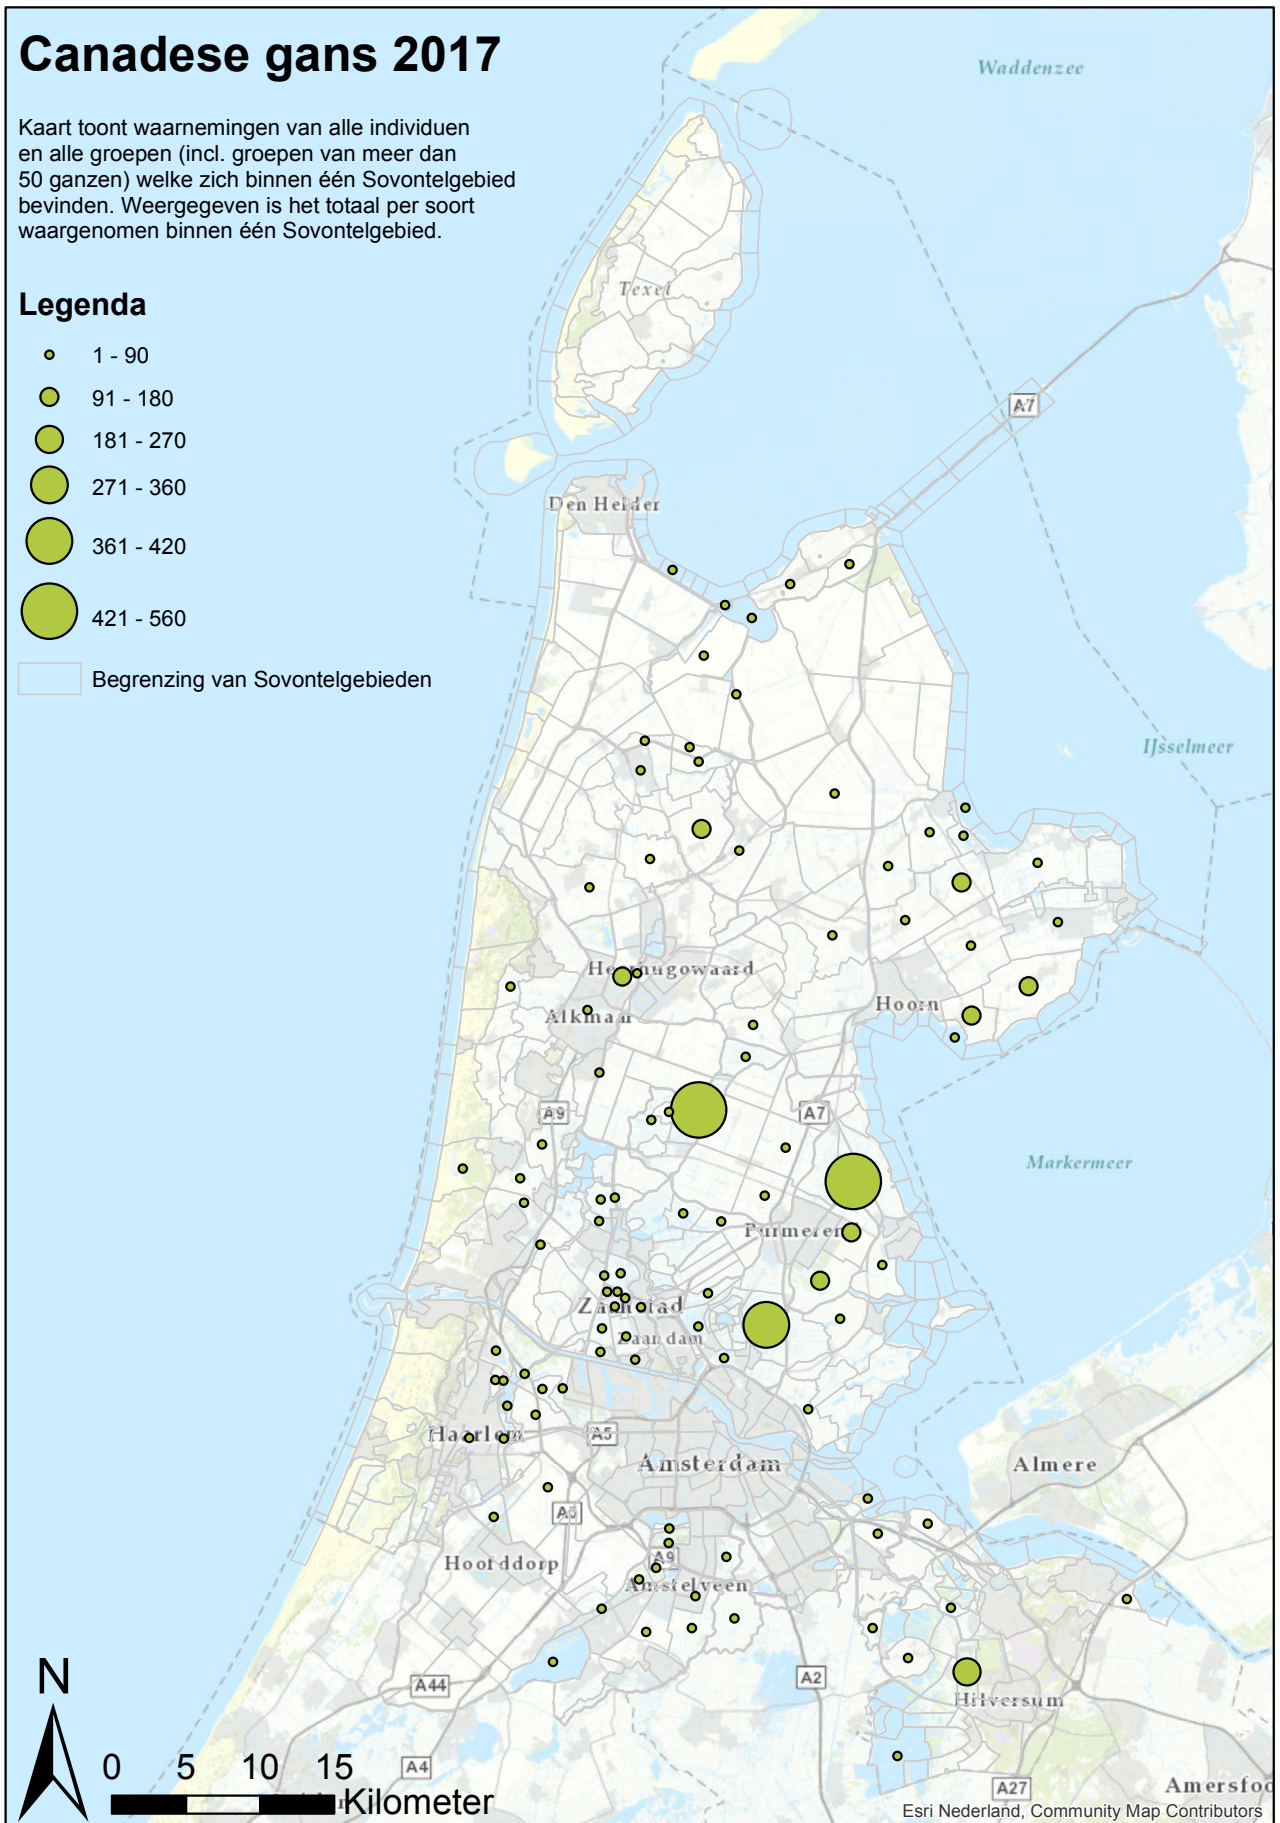 Canadese gans 2017
Kaart toont waarnemingen van alle individuen
en alle groepen (incl. groepen van meer dan
50 ganzen) welke zich binnen één Sovontelgebied
bevinden. Weergegeven is het totaal per soort
waargenomen binnen één Sovontelgebied.
Legenda
1 - 90
91 - 180
181 - 270
271 - 360
361 - 420
421 - 560
Begrenzing van Sovontelgebieden
Waddenzee
Texel
A7
Den Helder
IJsselmeer
Heerhugowaard
Hoorn
Alkmaar
A9
A7
Markermeer
Purmerend
Zaanstad
Zaandam
Haarlem
A5
Amsterdam
Almere
A5
Hoofddorp
A9
Amstelveen
A2
A44
Hilversum
A4
A27
Amersfoo
N
0 5 10 15
Kilometer
Esri Nederland, Community Map Contributors